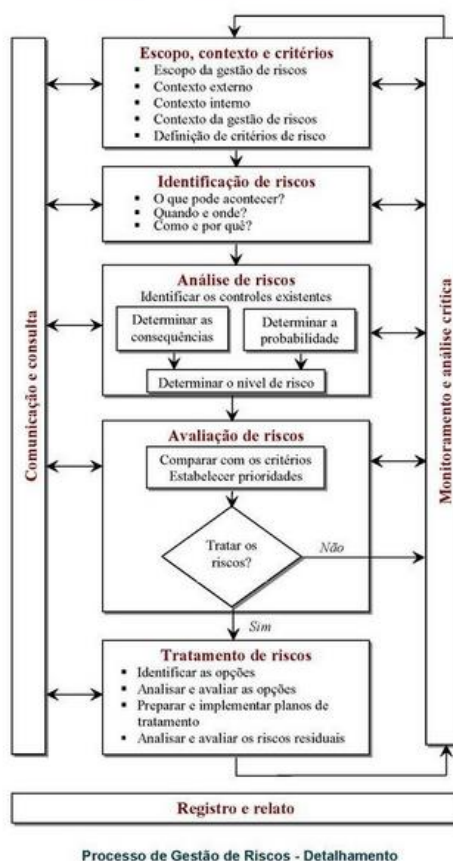 Escopo, contexto e critérios
▪ Escopo da gestão de riscos
▪ Contexto externo
▪ Contexto interno
▪ Contexto da gestão de riscos
▪ Definição de critérios de risco
Identificação de riscos
▪ O que pode acontecer?
▪ Quando e onde?
▪ Como e por quê?
Análise de riscos
Identificar os controles existentes
Determinar as
consequências
Determinar a
probabilidade
Determinar o nível de risco
Avaliação de riscos
Comparar com os critérios
Estabelecer prioridades
Tratar os
riscos?
Não
Sim
Tratamento de riscos
▪ Identificar as opções
▪ Analisar e avaliar as opções
▪ Preparar e implementar planos de
tratamento
▪ Analisar e avaliar os riscos residuais
Comunicação e consulta
Monitoramento e análise crítica
Registro e relato
Processo de Gestão de Riscos - Detalhamento